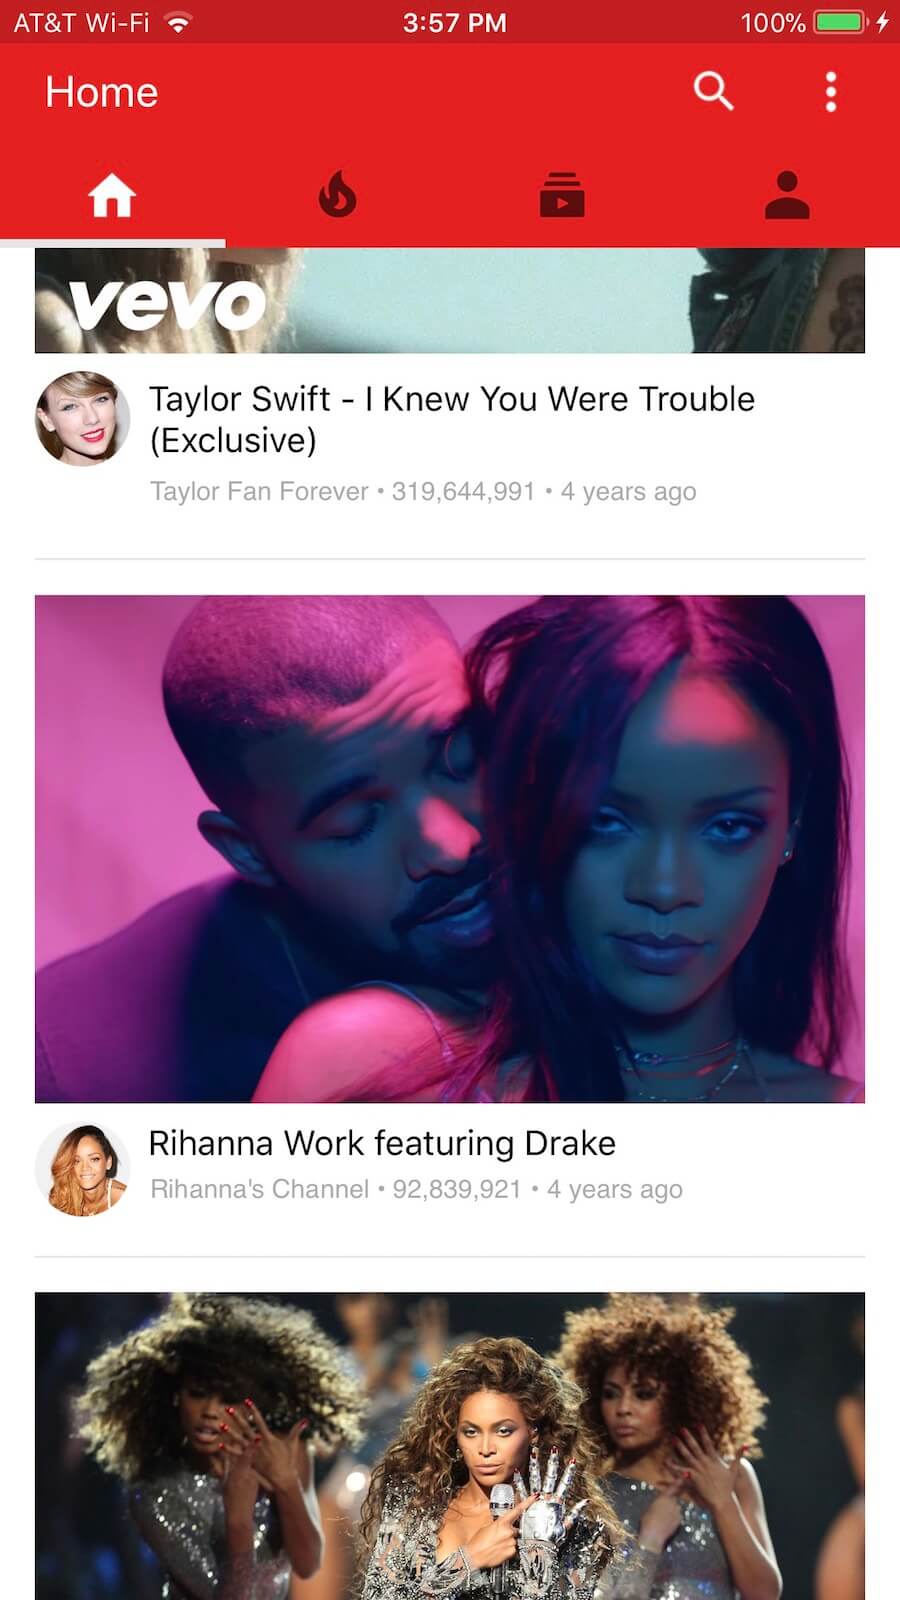 AT&T Wi-Fi 3:57 PM 100%
Home
vevo
Taylor Swift - I Knew You Were Trouble
(Exclusive)
Taylor Fan Forever • 319,644,991 • 4 years ago
Rihanna Work featuring Drake
Rihanna's Channel • 92,839,921 • 4 years ago